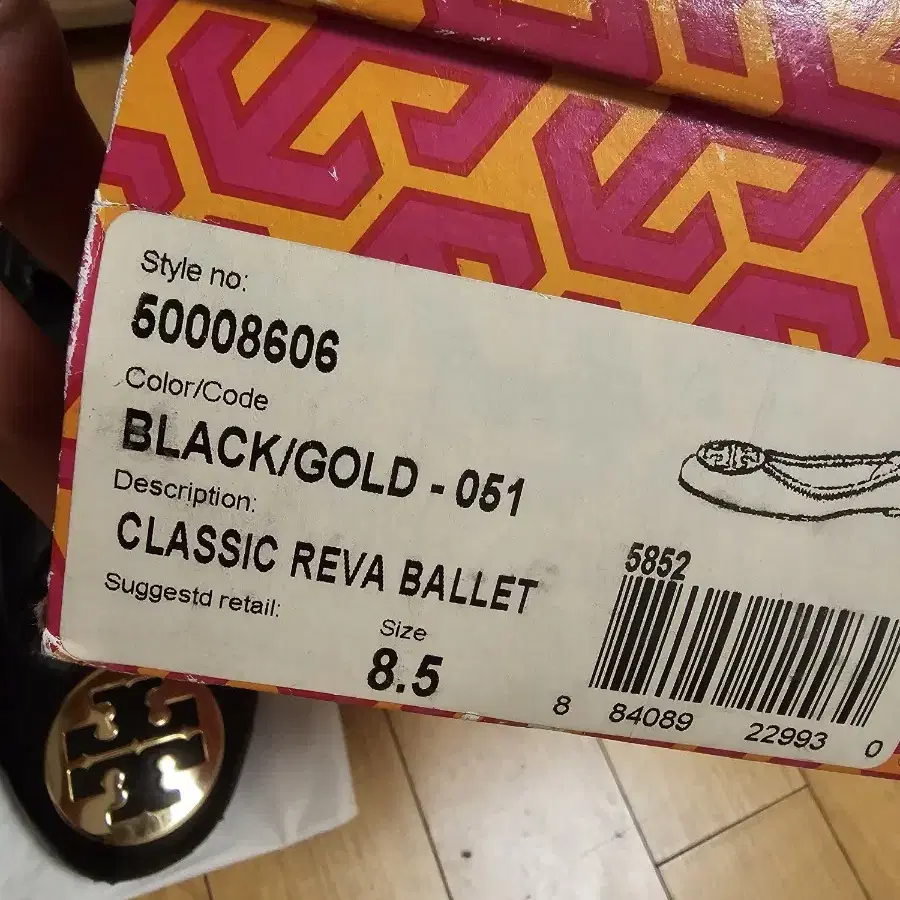 Style no:
50008606
Color/Code
BLACK/GOLD - 051
Description:
CLASSIC REVA BALLET
Suggestd retail:
Size
8.5
5852
8 84089 22993 0